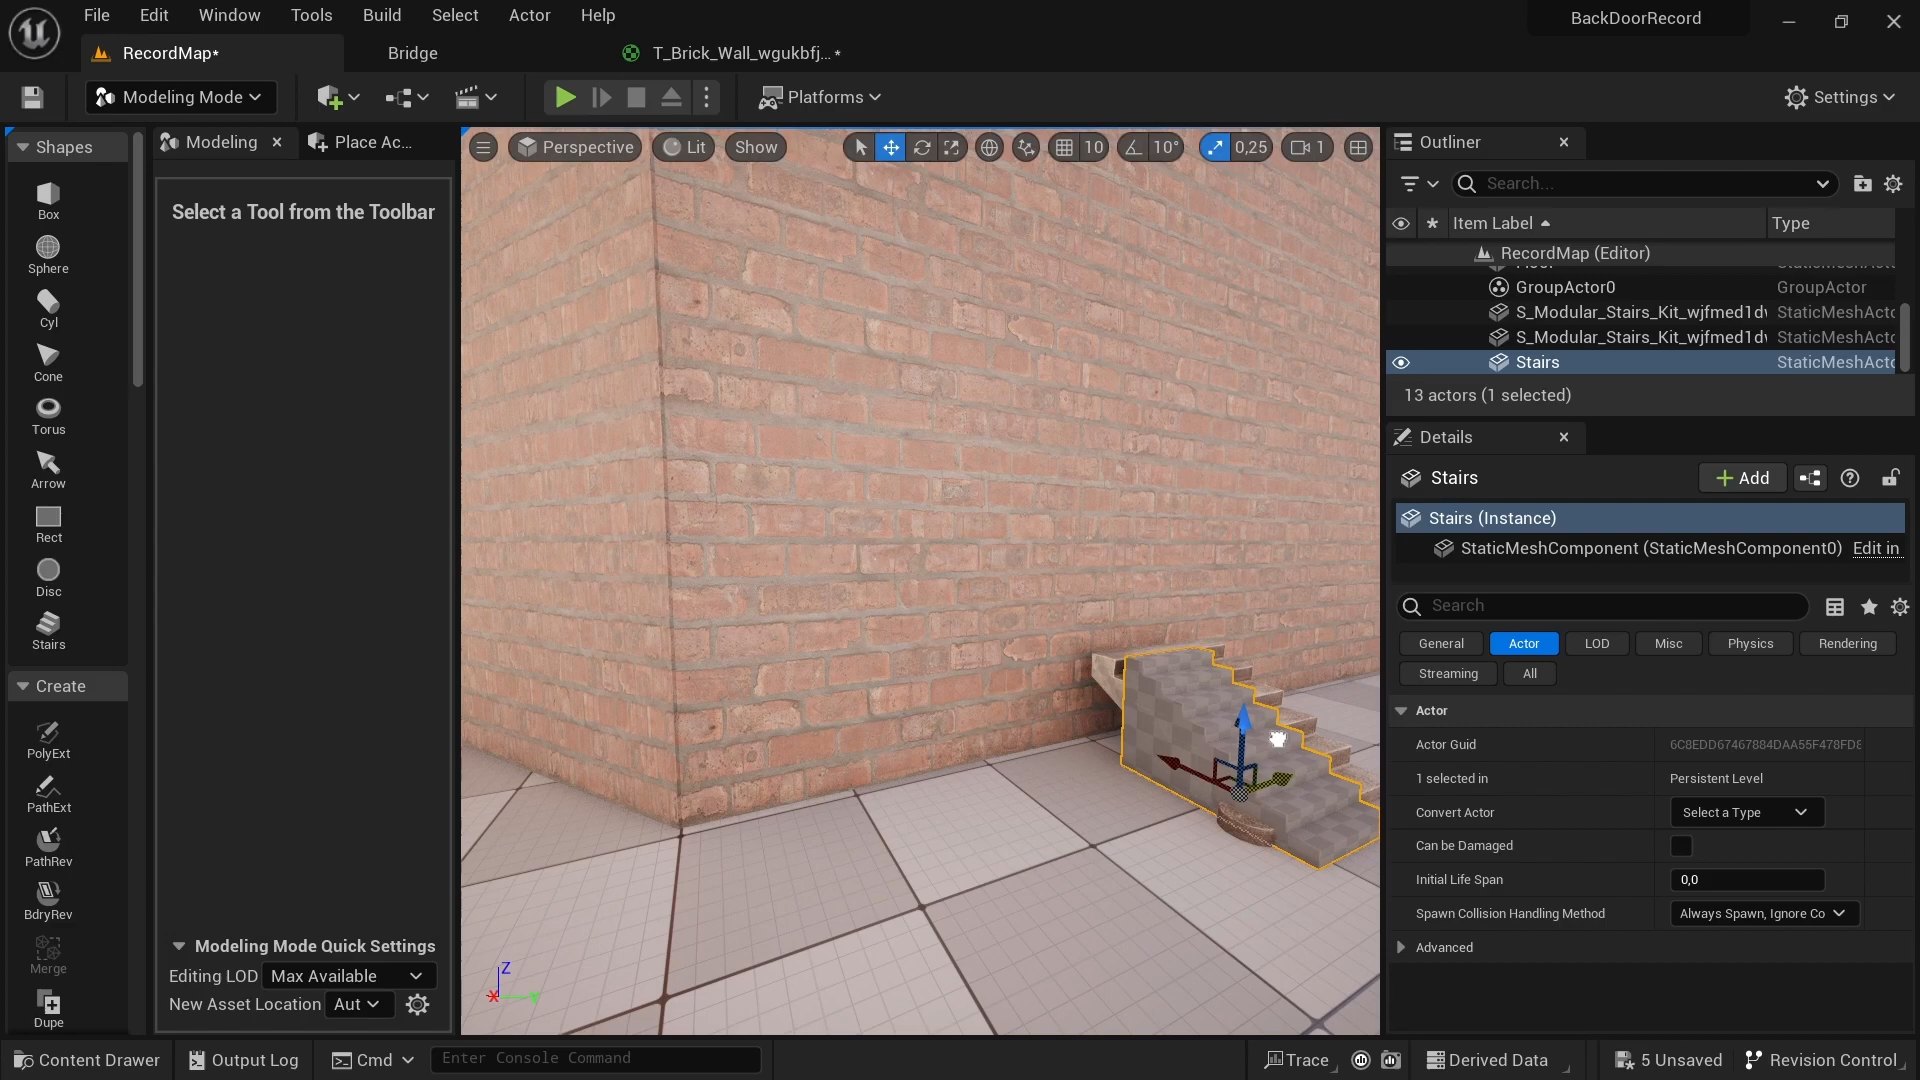 File Edit Window Tools Build Select Actor Help
BackDoorRecord
RecordMap*
Bridge
T_Brick_Wall_wgukbfj...*
Modeling Mode
Platforms
Settings
Shapes
Box
Sphere
Cyl
Cone
Torus
Arrow
Rect
Disc
Stairs
Create
PolyExt
PathExt
PathRev
BdryRev
Merge
Dupe
Modeling
Place Ac...
Select a Tool from the Toolbar
Modeling Mode Quick Settings
Editing LOD Max Available
New Asset Location Aut
Perspective Lit Show 10 10° 0,25 1
Z
X Y
Outliner
Search...
Item Label Type
RecordMap (Editor)
GroupActor0 GroupActor
S_Modular_Stairs_Kit_wjfmed1dv StaticMeshActo
S_Modular_Stairs_Kit_wjfmed1dv StaticMeshActo
Stairs StaticMeshActo
13 actors (1 selected)
Details
Stairs
Add
Stairs (Instance)
StaticMeshComponent (StaticMeshComponent0) Edit in
Search
General Actor LOD Misc Physics Rendering
Streaming All
Actor
Actor Guid 6C8EDD67467884DAA55F478FD8
1 selected in Persistent Level
Convert Actor Select a Type
Can be Damaged
Initial Life Span 0,0
Spawn Collision Handling Method Always Spawn, Ignore Co
Advanced
Content Drawer Output Log Cmd Enter Console Command Trace Derived Data 5 Unsaved Revision Control